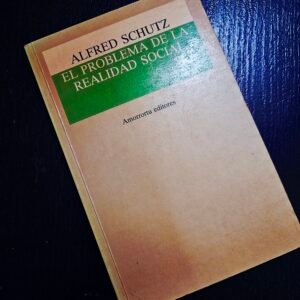 ALFRED SCHUTZ
EL PROBLEMA DE LA
REALIDAD SOCIAL
Amorrortu editores